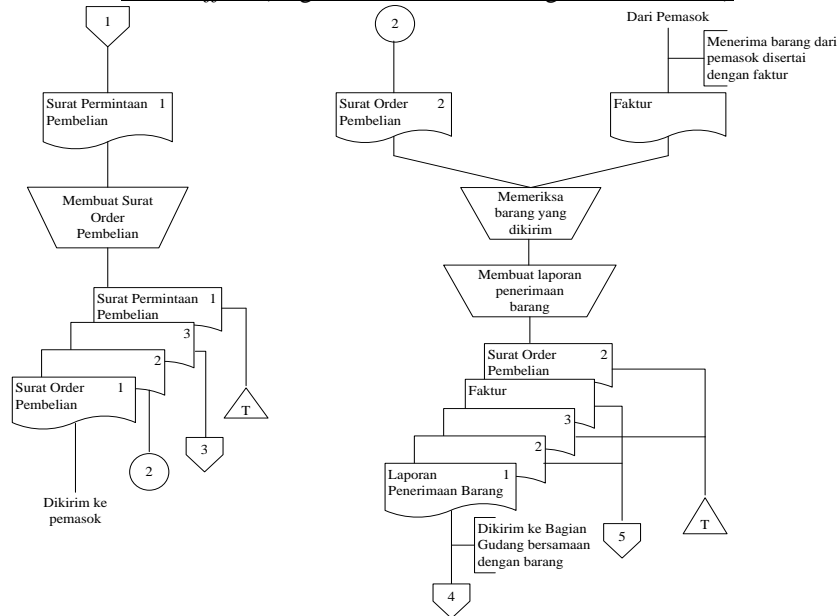 1
Surat Permintaan 1
Pembelian
Membuat Surat
Order
Pembelian
Surat Permintaan 1
Pembelian
3
2
Surat Order 1
Pembelian
T
3
2
Dikirim ke
pemasok
2
Dari Pemasok
Menerima barang dari
pemasok disertai
dengan faktur
Surat Order 2
Pembelian
Faktur
Memeriksa
barang yang
dikirim
Membuat laporan
penerimaan
barang
Surat Order 2
Pembelian
Faktur
3
2
Laporan 1
Penerimaan Barang
T
5
Dikirim ke Bagian
Gudang bersamaan
dengan barang
4